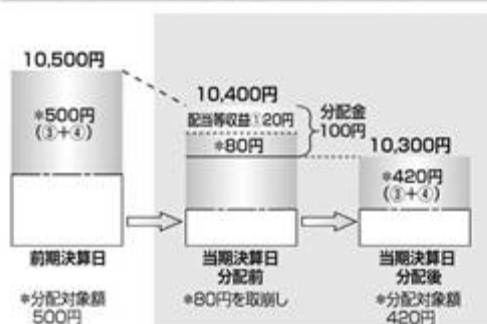 10,500円
*500円
(③+④)
前期決算日
*分配対象額
500円
10,400円
配当等収益①20円
*80円
分配金
100円
当期決算日
分配前
*80円を取崩し
10,300円
*420円
(③+④)
当期決算日
分配後
*分配対象額
420円